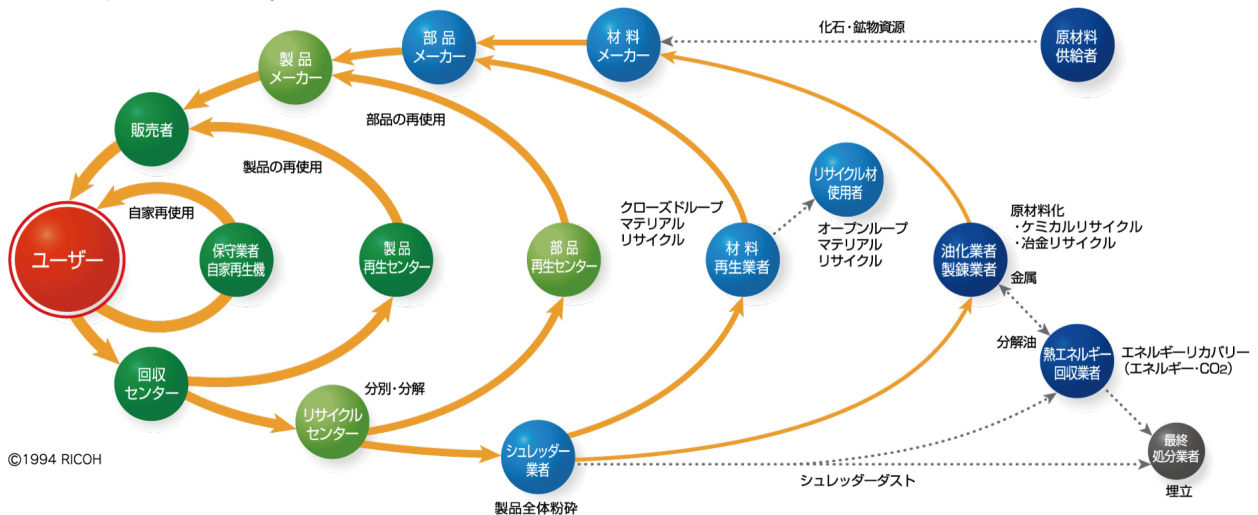 部 品
メーカー
材 料
メーカー
化石・鉱物資源
原材料
供給者
製 品
メーカー
部品の再使用
販売者
製品の再使用
自家再使用
ユーザー
保守業者
自家再生機
製 品
再生センター
部 品
再生センター
クローズドループ
マテリアル
リサイクル
材 料
再生業者
リサイクル材
使用者
オープンループ
マテリアル
リサイクル
原材料化
・ケミカルリサイクル
・冶金リサイクル
油化業者
製錬業者
金属
分解油
熱エネルギー
回収業者
エネルギーリカバリー
(エネルギー・CO2)
回収
センター
分別・分解
リサイクル
センター
シュレッダー
業者
製品全体粉砕
シュレッダーダスト
最終
処分業者
埋立
©1994 RICOH